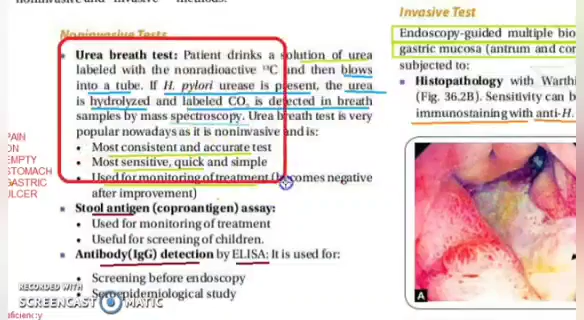 Noninvasive Tests
Urea breath test: Patient drinks a solution of urea
labeled with the nonradioactive ¹³C and then blows
into a tube. If H. pylori urease is present, the urea
is hydrolyzed and labeled CO₂ is detected in breath
samples by mass spectroscopy. Urea breath test is very
popular nowadays as it is noninvasive and is:
• Most consistent and accurate test
• Most sensitive, quick and simple
• Used for monitoring of treatment (becomes negative
after improvement)
Stool antigen (coproantigen) assay:
• Used for monitoring of treatment
• Useful for screening of children.
Antibody(IgG) detection by ELISA: It is used for:
• Screening before endoscopy
• Seroepidemiological study
PAIN
ON
EMPTY
STOMACH
GASTRIC
ULCER
eficiency
Invasive Test
Endoscopy-guided multiple bio
gastric mucosa (antrum and cor
subjected to:
Histopathology with Warthi
(Fig. 36.2B). Sensitivity can b
immunostaining with anti-H.
A
RECORDED WITH
SCREENCAST MATIC